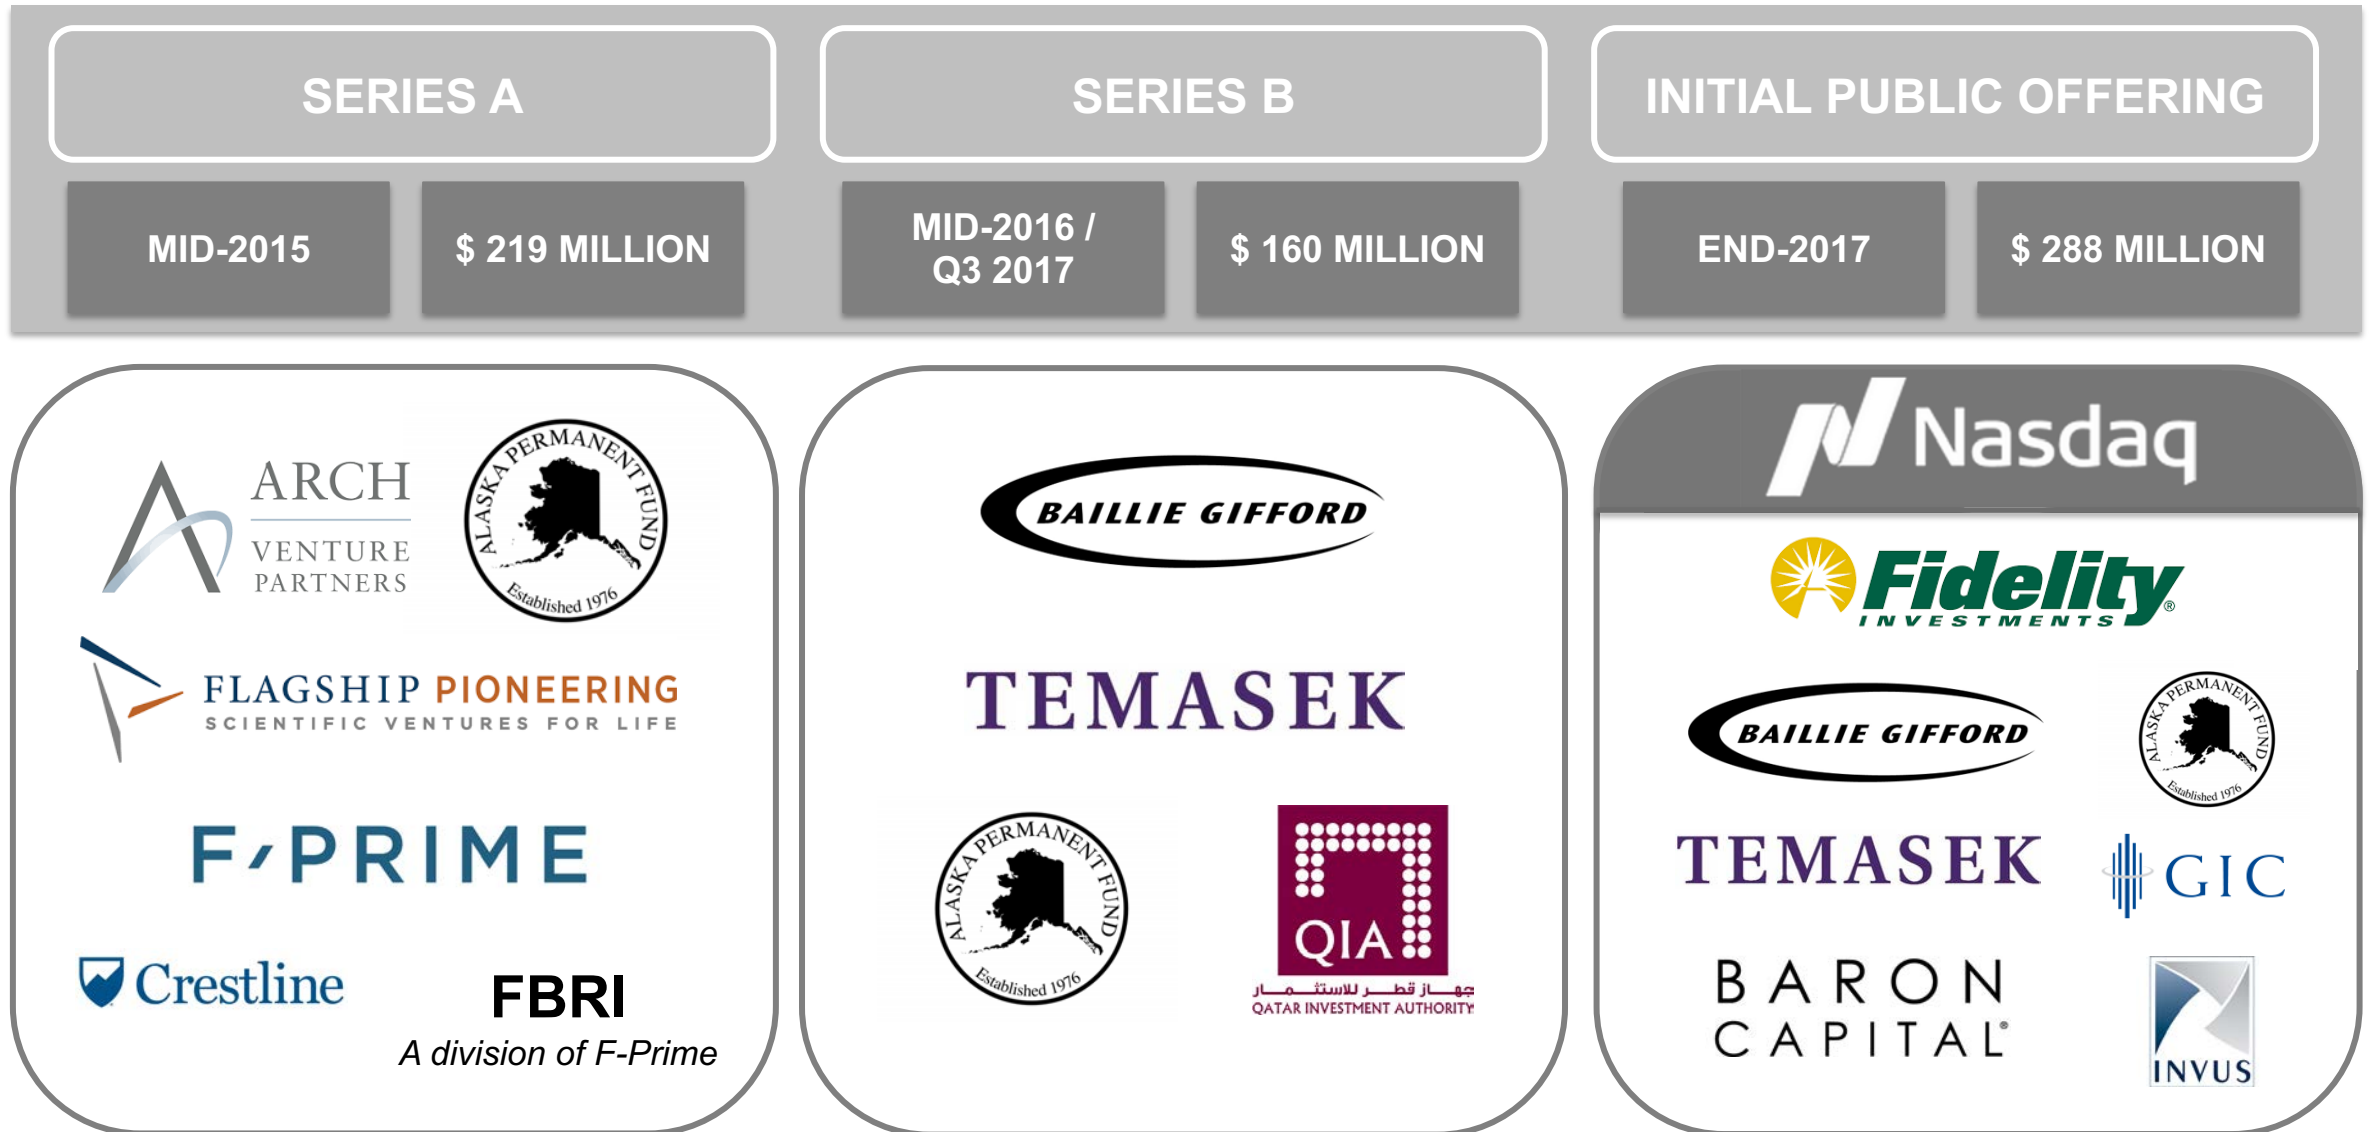 SERIES A
SERIES B
INITIAL PUBLIC OFFERING
MID-2015
$ 219 MILLION
MID-2016 /
Q3 2017
$ 160 MILLION
END-2017
$ 288 MILLION
ARCH
VENTURE
PARTNERS
ALASKA PERMANENT FUND
Established 1976
FLAGSHIP PIONEERING
SCIENTIFIC VENTURES FOR LIFE
F-PRIME
Crestline
FBRI
A division of F-Prime
BAILLIE GIFFORD
TEMASEK
ALASKA PERMANENT FUND
Established 1976
QIA
جهاز قطر للاستثمار
QATAR INVESTMENT AUTHORITY
Nasdaq
Fidelity®
INVESTMENTS
BAILLIE GIFFORD
ALASKA PERMANENT FUND
Established 1976
TEMASEK
GIC
BARON
CAPITAL®
INVUS